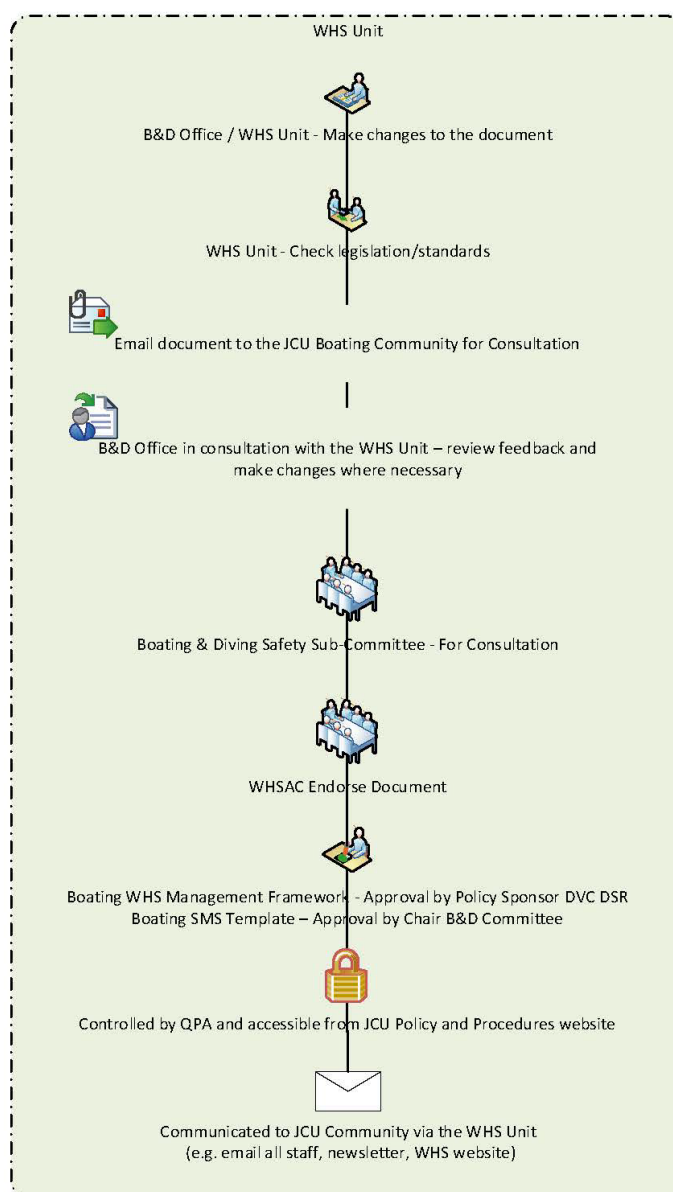 WHS Unit
B&D Office / WHS Unit - Make changes to the document
WHS Unit - Check legislation/standards
Email document to the JCU Boating Community for Consultation
B&D Office in consultation with the WHS Unit – review feedback and
make changes where necessary
Boating & Diving Safety Sub-Committee - For Consultation
WHSAC Endorse Document
Boating WHS Management Framework - Approval by Policy Sponsor DVC DSR
Boating SMS Template – Approval by Chair B&D Committee
Controlled by QPA and accessible from JCU Policy and Procedures website
Communicated to JCU Community via the WHS Unit
(e.g. email all staff, newsletter, WHS website)